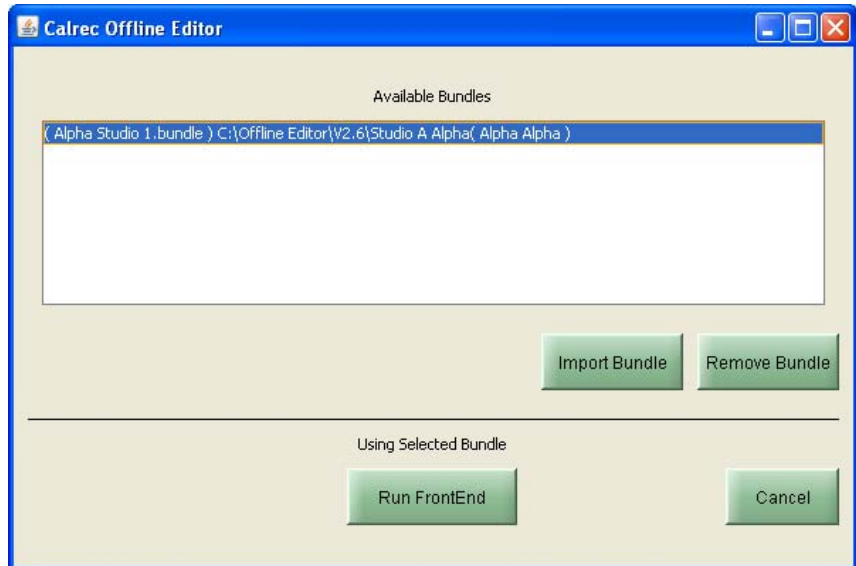 Calrec Offline Editor
Available Bundles
( Alpha Studio 1.bundle ) C:\Offline Editor\V2.6\Studio A Alpha( Alpha Alpha )
Import Bundle
Remove Bundle
Using Selected Bundle
Run FrontEnd
Cancel